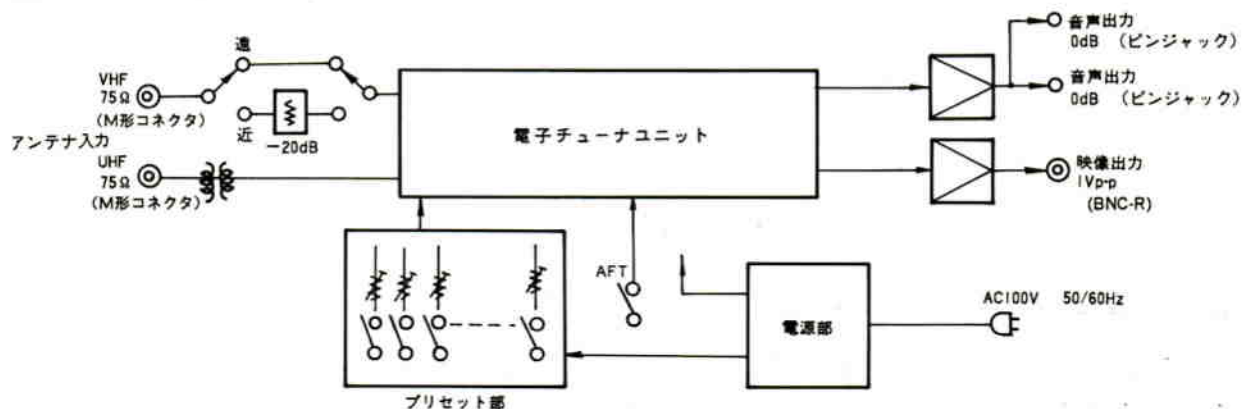 遠
VHF
75Ω
(M形コネクタ)
近
−20dB
アンテナ入力
UHF
75Ω
(M形コネクタ)
電子チューナユニット
音声出力
0dB (ピンジャック)
音声出力
0dB (ピンジャック)
映像出力
1Vp-p
(BNC-R)
AFT
電源部
AC100V 50/60Hz
プリセット部